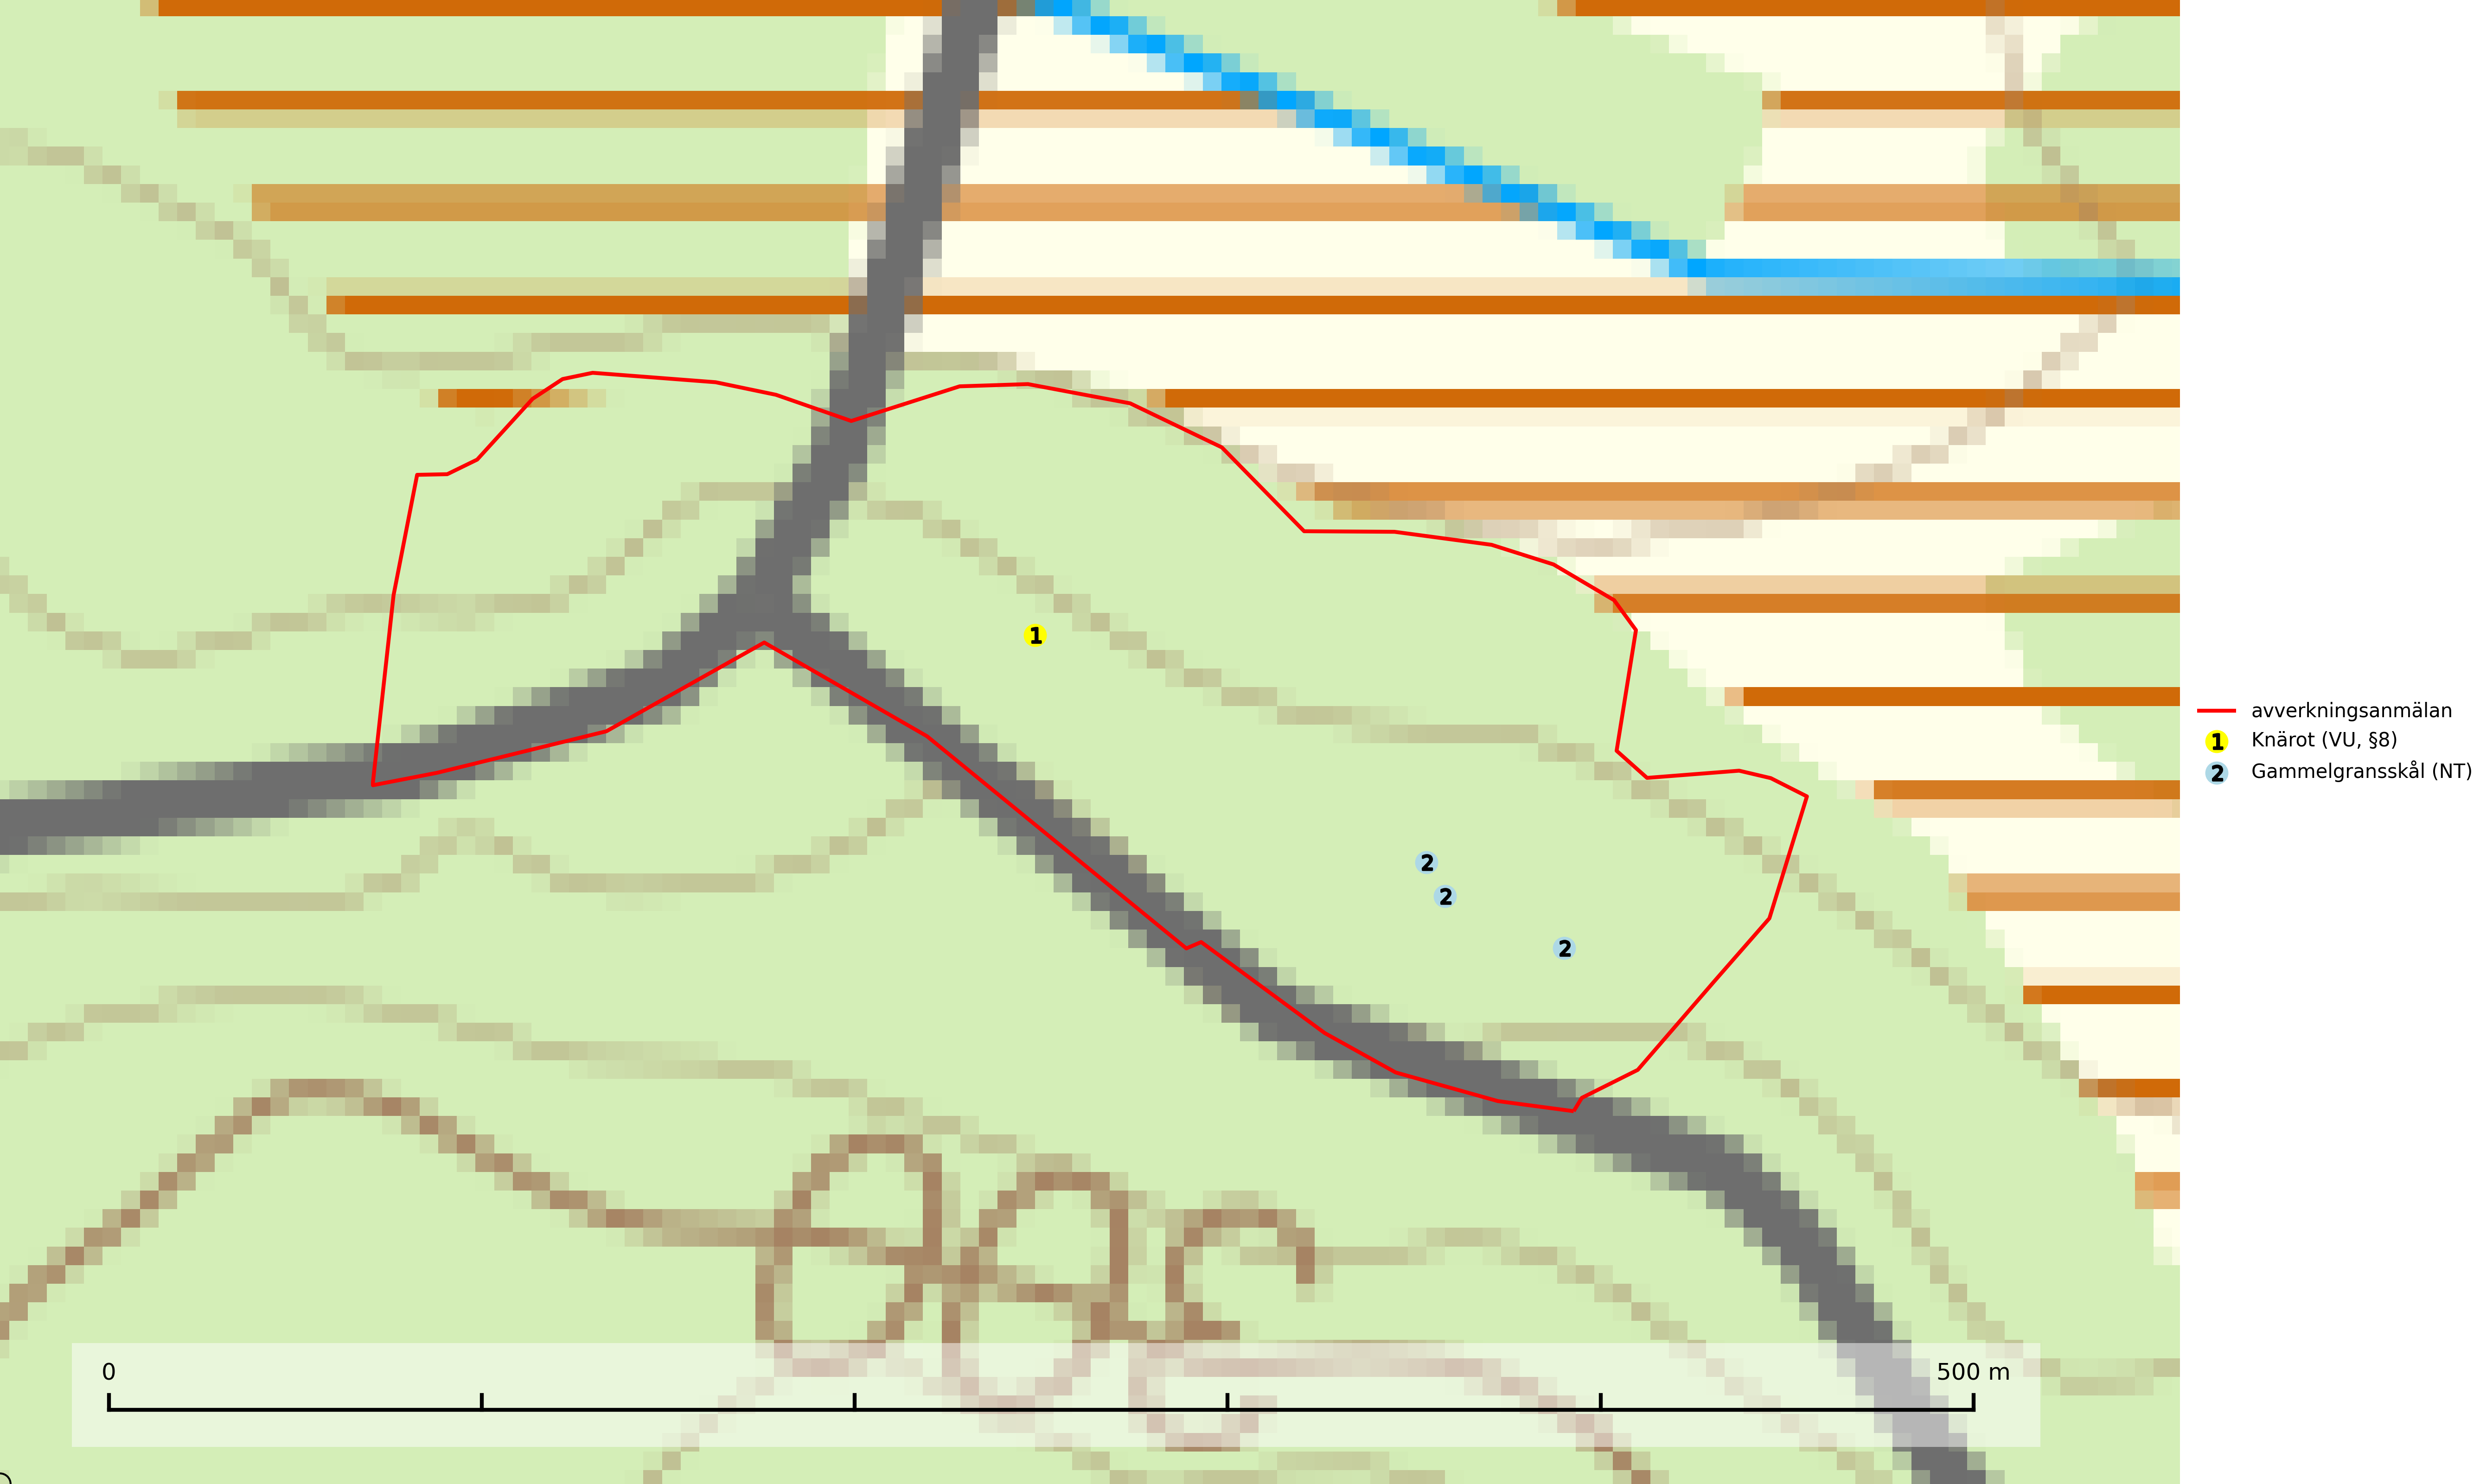 1
2
2
2
avverkningsanmälan
1 Knärot (VU, §8)
2 Gammelgransskål (NT)
0 500 m